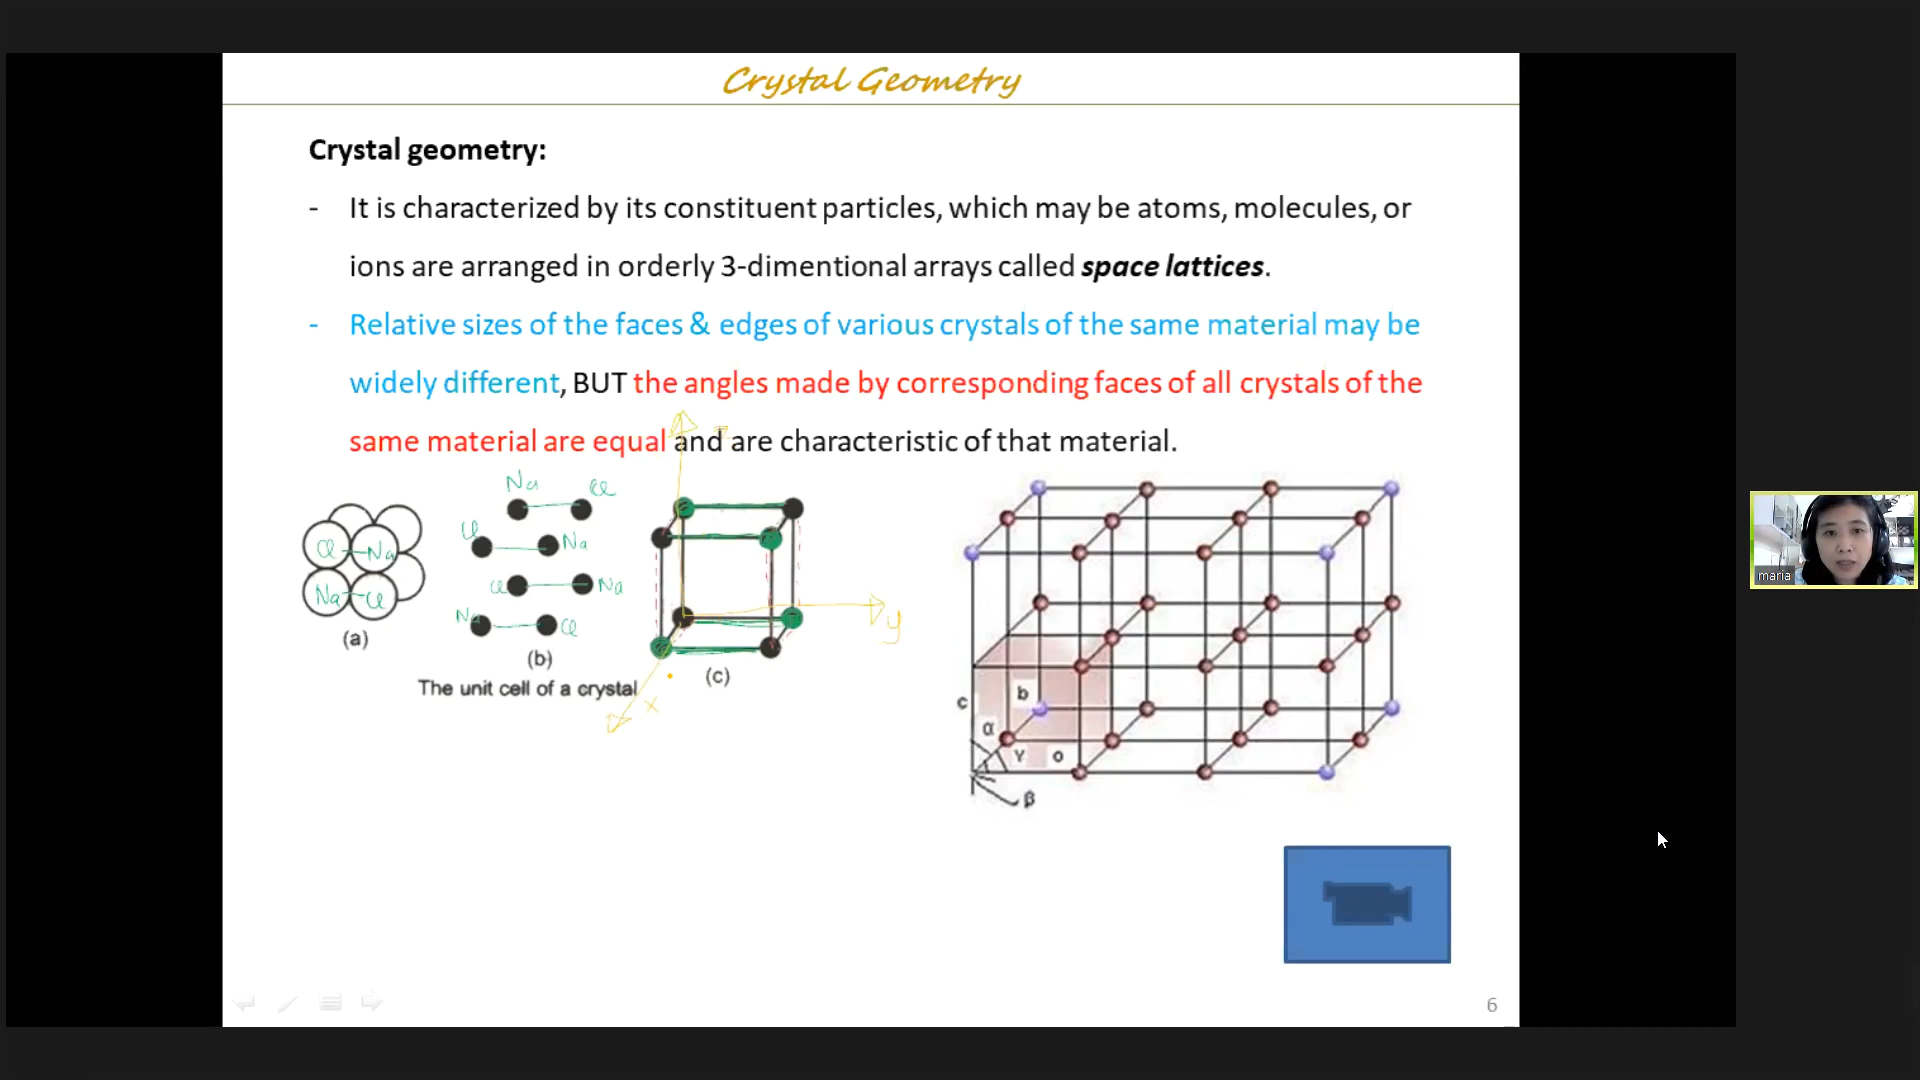 Crystal Geometry
Crystal geometry:
- It is characterized by its constituent particles, which may be atoms, molecules, or
ions are arranged in orderly 3-dimentional arrays called space lattices.
- Relative sizes of the faces & edges of various crystals of the same material may be
widely different, BUT the angles made by corresponding faces of all crystals of the
same material are equal and are characteristic of that material.
Na Cl
Cl Na
Cl Na
Na Cl
Cl Na
Na Cl
(a)
(b)
(c)
The unit cell of a crystal
z
y
x
c
b
α
γ o
β
maria
6